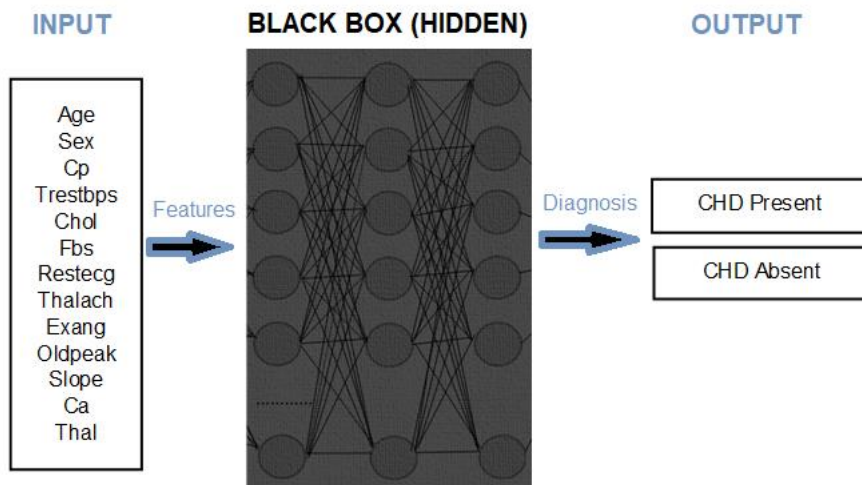 INPUT
BLACK BOX (HIDDEN)
OUTPUT
Age
Sex
Cp
Trestbps
Chol
Fbs
Restecg
Thalach
Exang
Oldpeak
Slope
Ca
Thal
Features
Diagnosis
CHD Present
CHD Absent